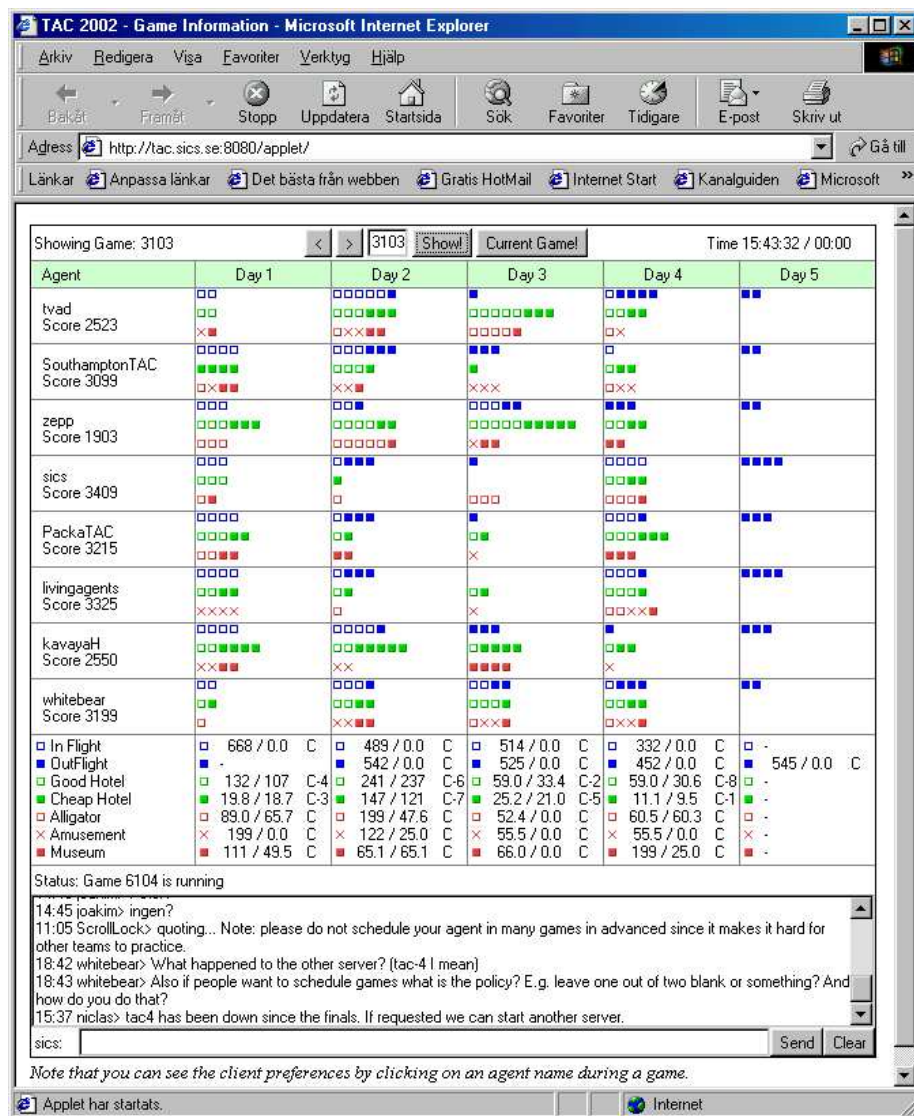 TAC 2002 - Game Information - Microsoft Internet Explorer
Arkiv Redigera Visa Favoriter Verktyg Hjälp
Bakåt Framåt Stopp Uppdatera Startsida Sök Favoriter Tidigare E-post Skriv ut
Adress http://tac.sics.se:8080/applet/ Gå till
Länkar Anpassa länkar Det bästa från webben Gratis HotMail Internet Start Kanalguiden Microsoft »
Showing Game: 3103 < > 3103 Show! Current Game! Time 15:43:32 / 00:00
Agent Day 1 Day 2 Day 3 Day 4 Day 5
tvad
Score 2523
SouthamptonTAC
Score 3099
zepp
Score 1903
sics
Score 3409
PackaTAC
Score 3215
livingagents
Score 3325
kavayaH
Score 2550
whitebear
Score 3199
In Flight 668 / 0.0 C 489 / 0.0 C 514 / 0.0 C 332 / 0.0 C -
OutFlight - 542 / 0.0 C 525 / 0.0 C 452 / 0.0 C 545 / 0.0 C
Good Hotel 132 / 107 C-4 241 / 237 C-6 59.0 / 33.4 C-2 59.0 / 30.6 C-8 -
Cheap Hotel 19.8 / 18.7 C-3 147 / 121 C-7 25.2 / 21.0 C-5 11.1 / 9.5 C-1 -
Alligator 89.0 / 65.7 C 199 / 47.6 C 52.4 / 0.0 C 60.5 / 60.3 C -
Amusement 199 / 0.0 C 122 / 25.0 C 55.5 / 0.0 C 55.5 / 0.0 C -
Museum 111 / 49.5 C 65.1 / 65.1 C 66.0 / 0.0 C 199 / 25.0 C -
Status: Game 6104 is running
14:45 joakim> ingen?
11:05 ScrollLock> quoting... Note: please do not schedule your agent in many games in advanced since it makes it hard for
other teams to practice.
18:42 whitebear> What happened to the other server? (tac-4 I mean)
18:43 whitebear> Also if people want to schedule games what is the policy? E.g. leave one out of two blank or something? And
how do you do that?
15:37 niclas> tac4 has been down since the finals. If requested we can start another server.
sics: Send Clear
Note that you can see the client preferences by clicking on an agent name during a game.
Applet har startats. Internet